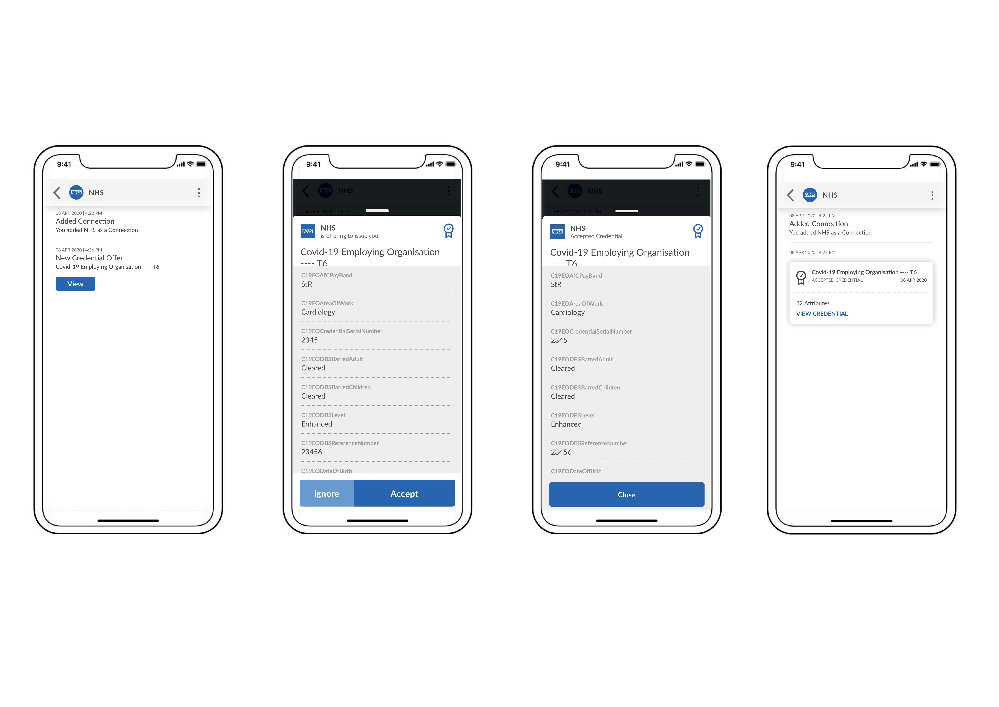 9:41
NHS NHS
08 APR 2020 | 4:22 PM
Added Connection
You added NHS as a Connection
08 APR 2020 | 4:26 PM
New Credential Offer
Covid-19 Employing Organisation ---- T6
View
9:41
NHS NHS
08 APR 2020 | 4:22 PM
NHS NHS
is offering to issue you
Covid-19 Employing Organisation
---- T6
C19EOAfCPayBand
StR
C19EOAreaOfWork
Cardiology
C19EOCredentialSerialNumber
2345
C19EODBSBarredAdult
Cleared
C19EODBSBarredChildren
Cleared
C19EODBSLevel
Enhanced
C19EODBSReferenceNumber
23456
C19EODateOfBirth
Ignore Accept
9:41
NHS NHS
08 APR 2020 | 4:22 PM
NHS NHS
Accepted Credential
Covid-19 Employing Organisation
---- T6
C19EOAfCPayBand
StR
C19EOAreaOfWork
Cardiology
C19EOCredentialSerialNumber
2345
C19EODBSBarredAdult
Cleared
C19EODBSBarredChildren
Cleared
C19EODBSLevel
Enhanced
C19EODBSReferenceNumber
23456
C19EODateOfBirth
Close
9:41
NHS NHS
08 APR 2020 | 4:22 PM
Added Connection
You added NHS as a Connection
08 APR 2020 | 4:27 PM
Covid-19 Employing Organisation ---- T6
ACCEPTED CREDENTIAL 08 APR 2020
32 Attributes
VIEW CREDENTIAL